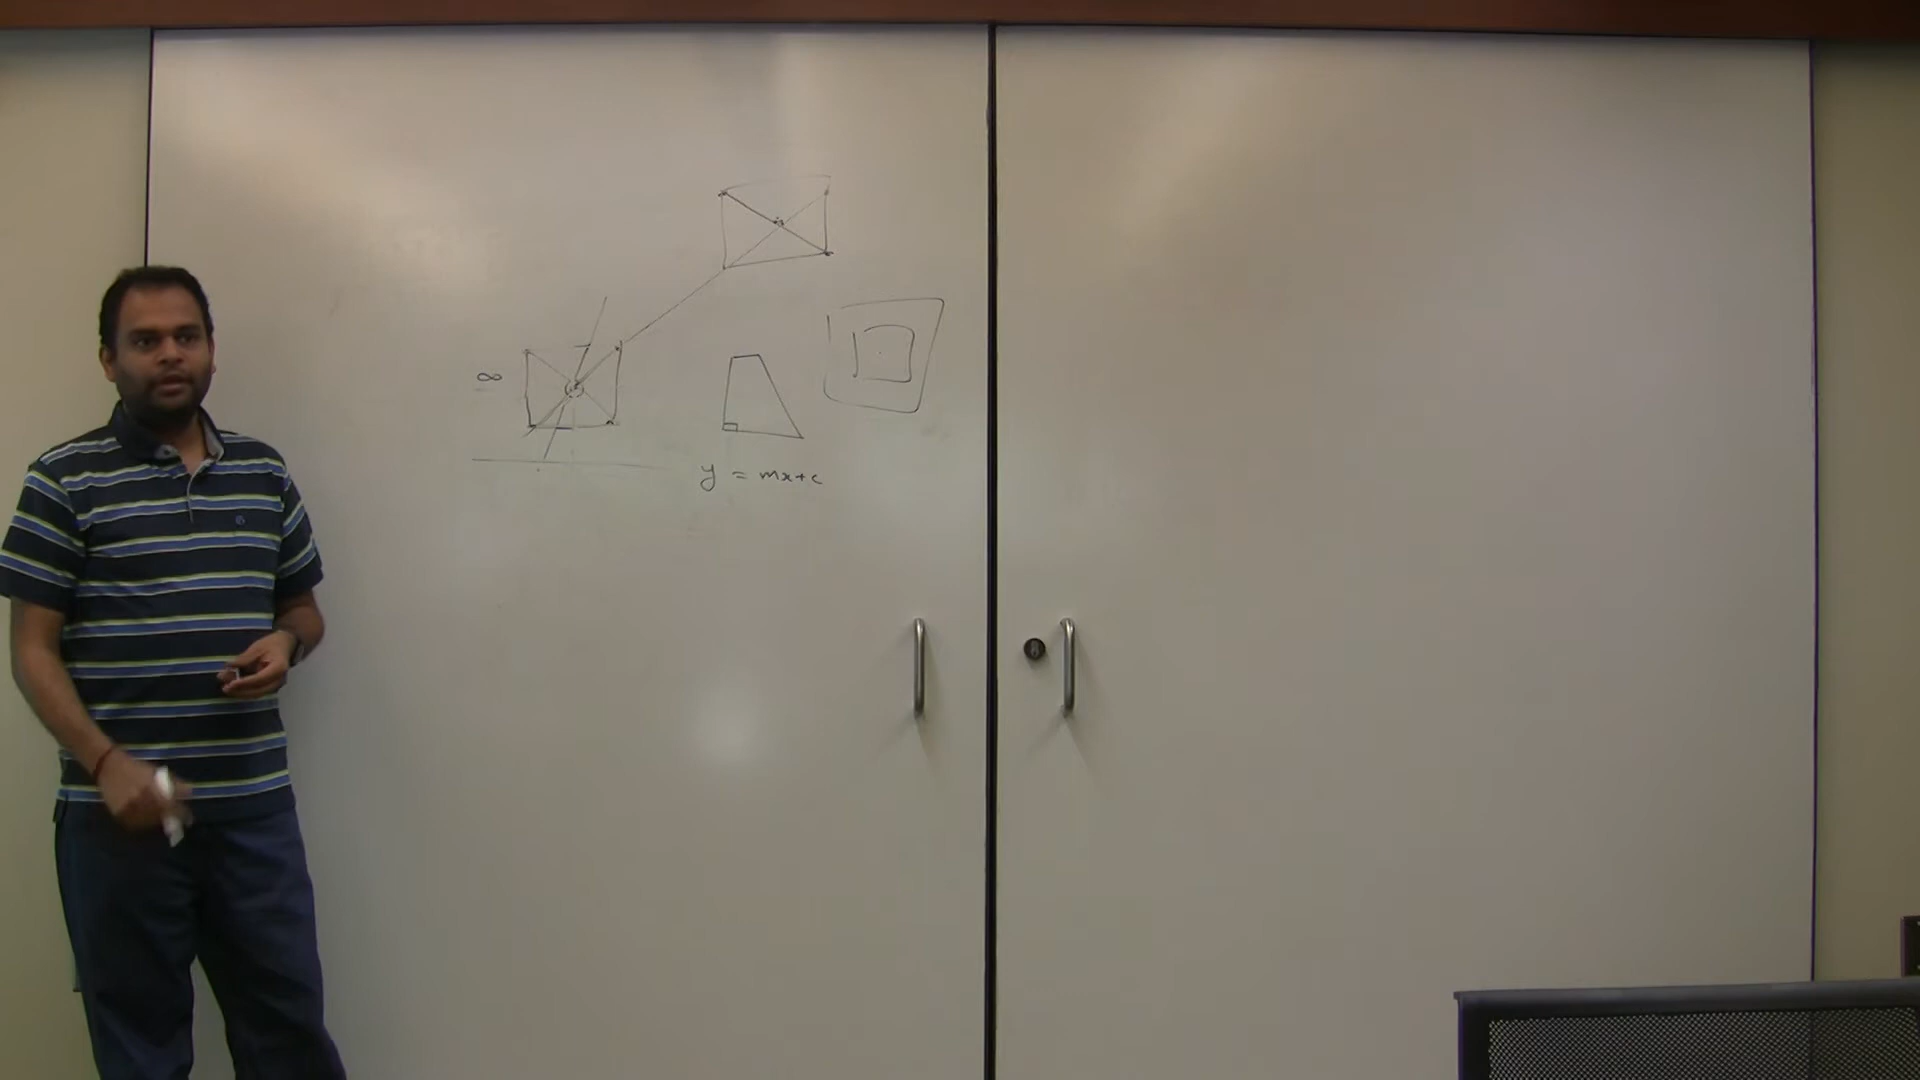 ∞
y = mx+c